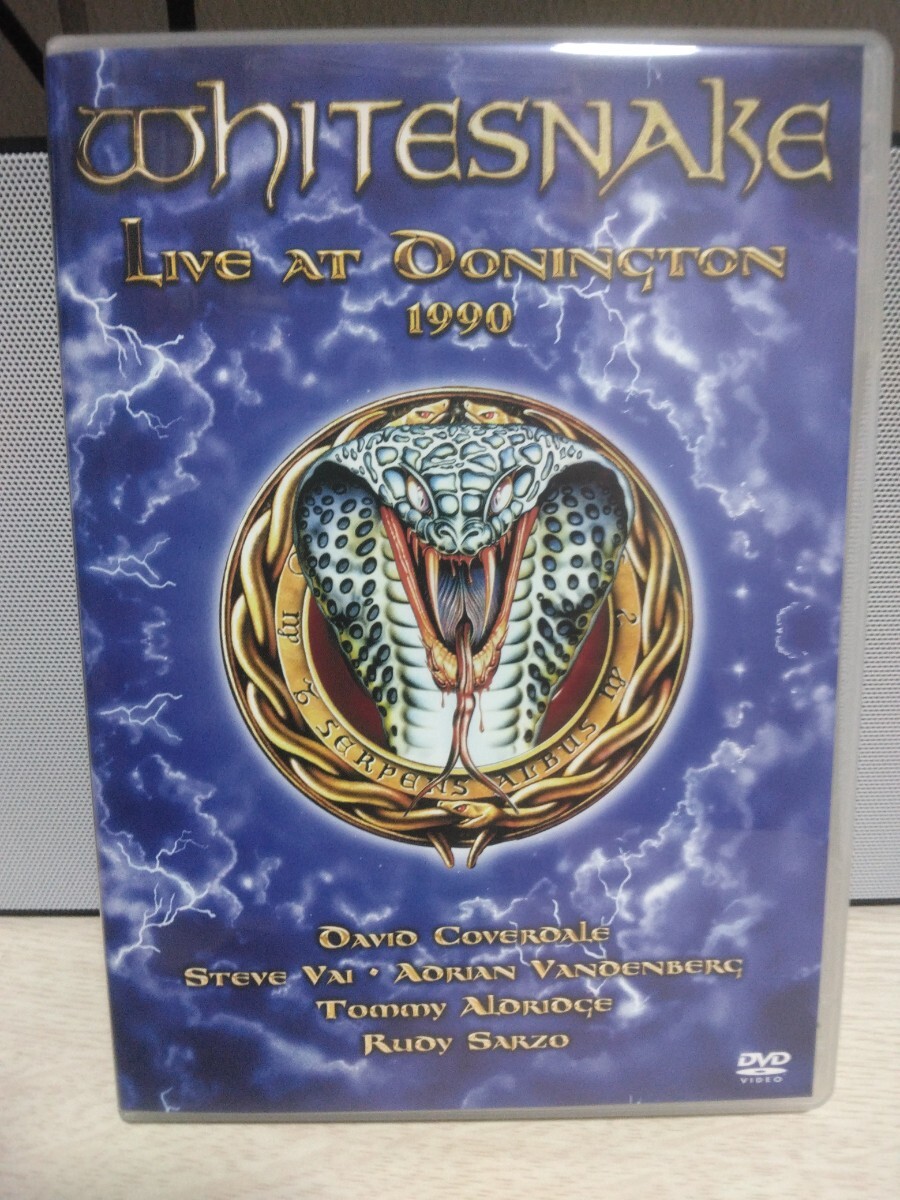 WHITESNAKE
LIVE AT DONINGTON
1990
SERPENS ALBUS
DAVID COVERDALE
STEVE VAI • ADRIAN VANDENBERG
TOMMY ALDRIDGE
RUDY SARZO
DVD
VIDEO